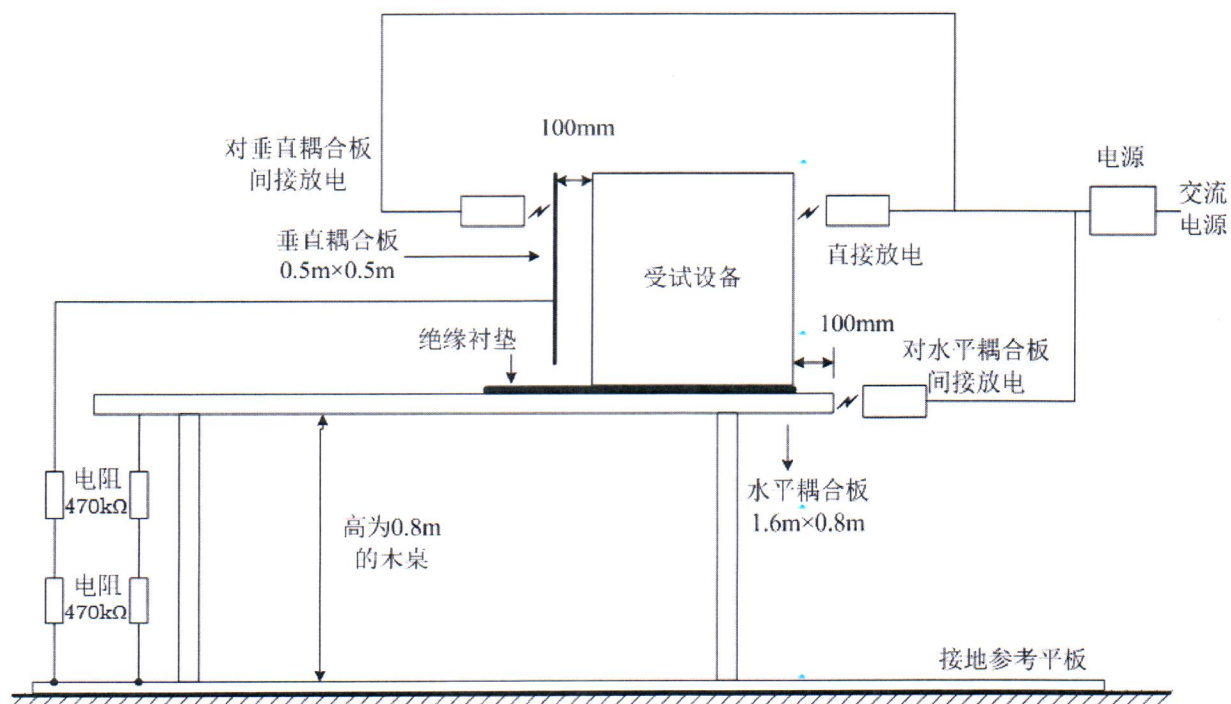 100mm
对垂直耦合板
间接放电
电源
交流
电源
垂直耦合板
0.5m×0.5m
直接放电
受试设备
100mm
绝缘衬垫
对水平耦合板
间接放电
电阻
470kΩ
水平耦合板
1.6m×0.8m
高为0.8m
的木桌
电阻
470kΩ
接地参考平板